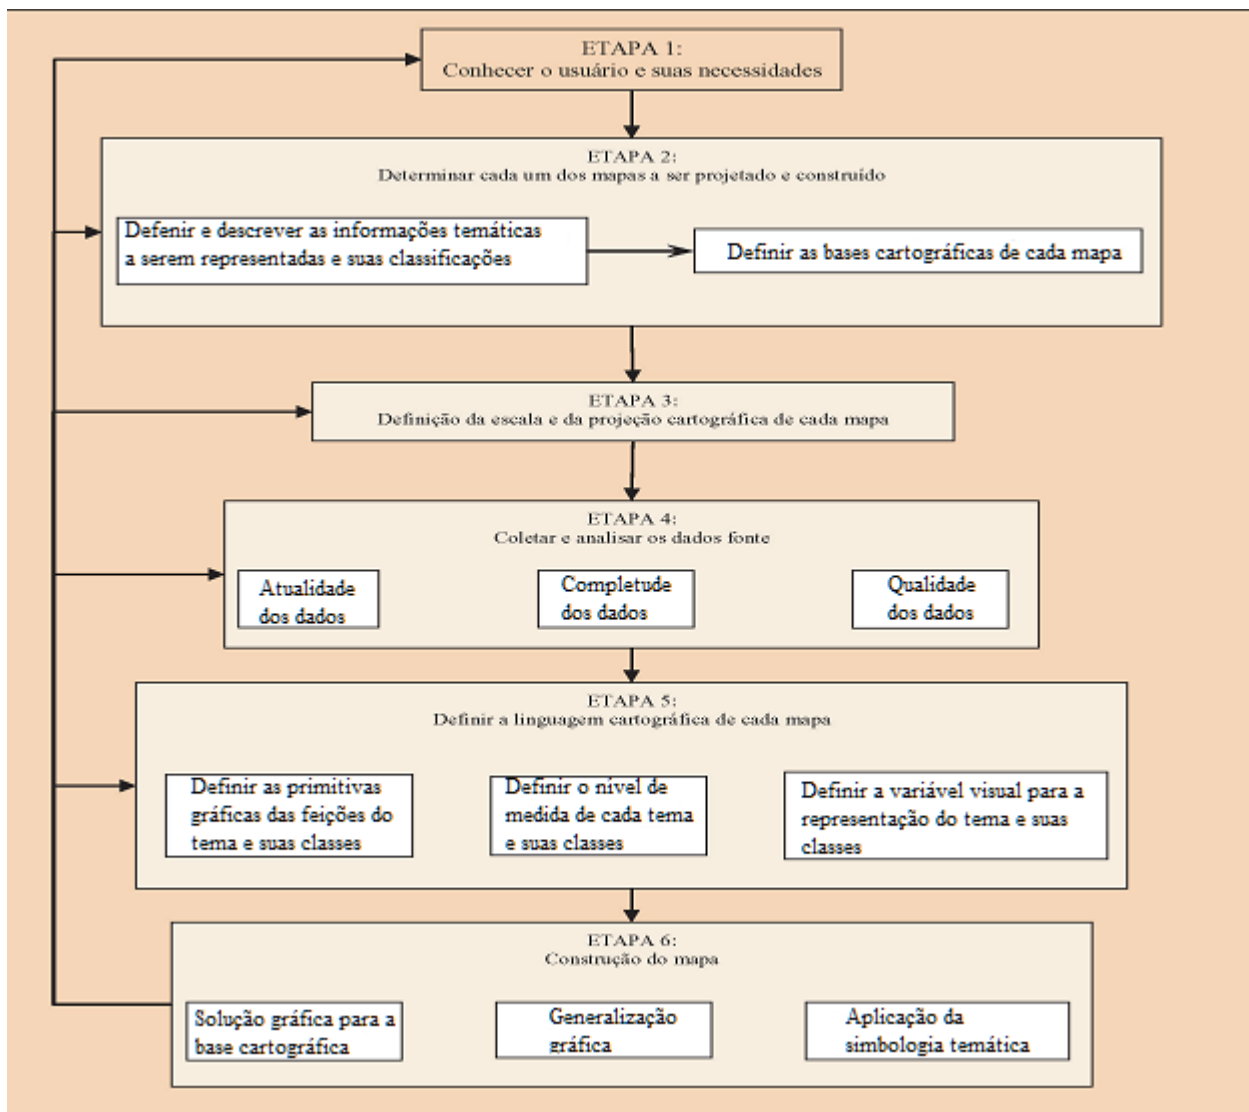 ETAPA 1:
Conhecer o usuário e suas necessidades
ETAPA 2:
Determinar cada um dos mapas a ser projetado e construído
Defenir e descrever as informações temáticas
a serem representadas e suas classificações
Definir as bases cartográficas de cada mapa
ETAPA 3:
Definição da escala e da projeção cartográfica de cada mapa
ETAPA 4:
Coletar e analisar os dados fonte
Atualidade
dos dados
Completude
dos dados
Qualidade
dos dados
ETAPA 5:
Definir a linguagem cartográfica de cada mapa
Definir as primitivas
gráficas das feições do
tema e suas classes
Definir o nível de
medida de cada tema
e suas classes
Definir a variável visual para a
representação do tema e suas
classes
ETAPA 6:
Construção do mapa
Solução gráfica para a
base cartográfica
Generalização
gráfica
Aplicação da
simbologia temática